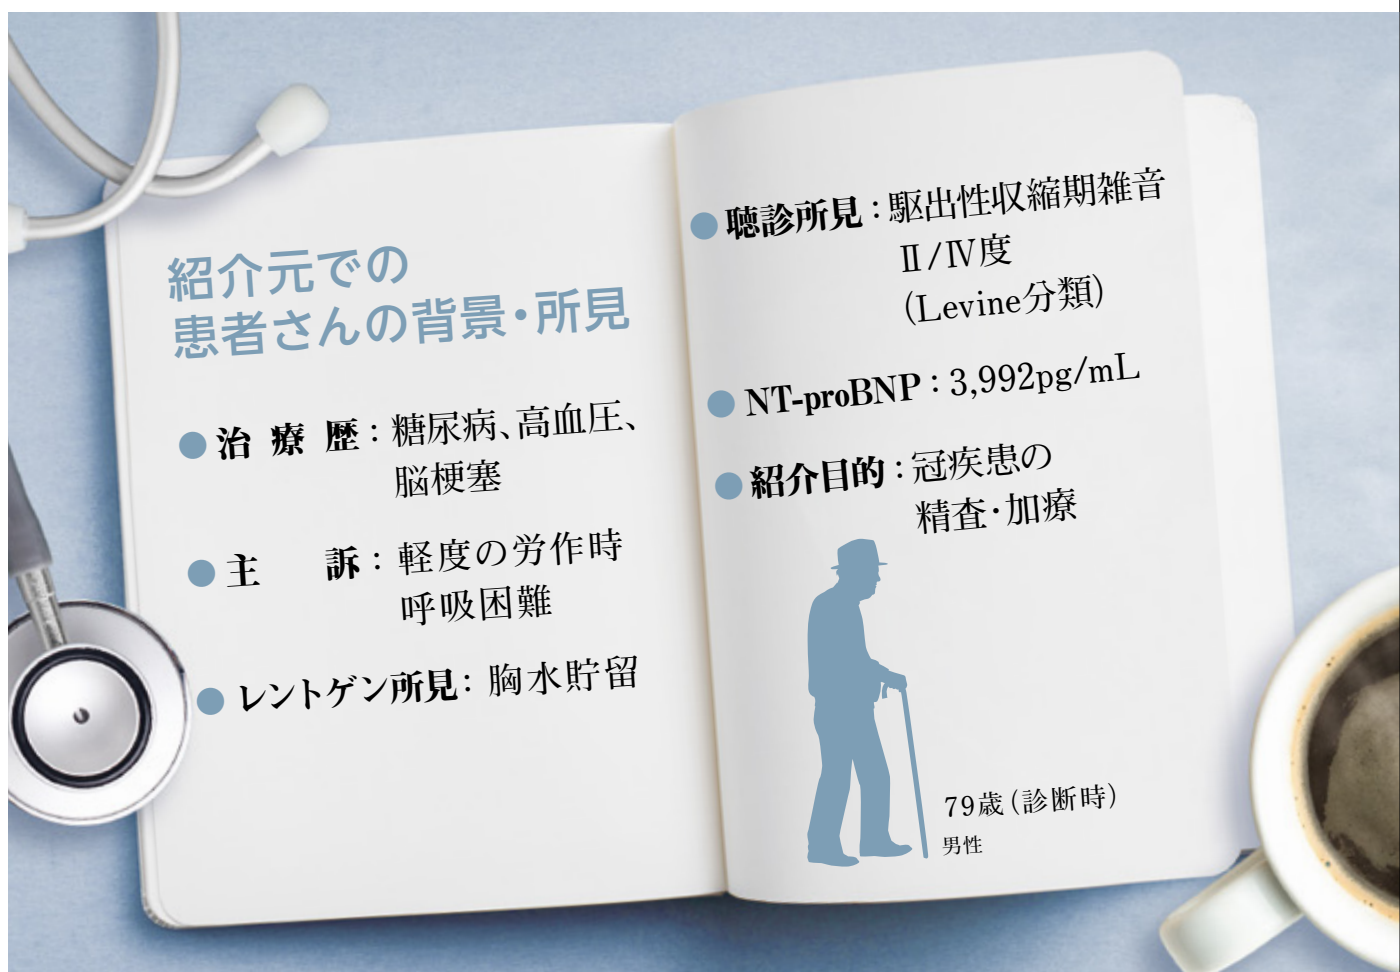 紹介元での
患者さんの背景・所見
● 治療歴：糖尿病、高血圧、
脳梗塞
● 主訴：軽度の労作時
呼吸困難
● レントゲン所見：胸水貯留
● 聴診所見：駆出性収縮期雑音
Ⅱ/Ⅳ度
(Levine分類)
● NT-proBNP：3,992pg/mL
● 紹介目的：冠疾患の
精査・加療
79歳(診断時)
男性